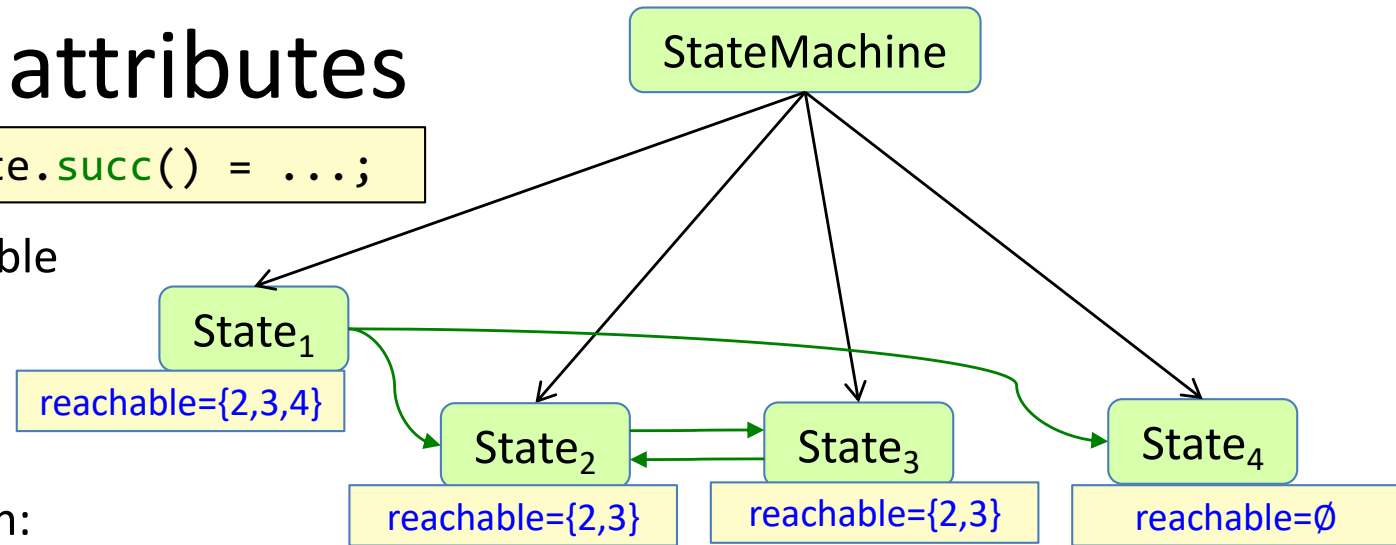 attributes
StateMachine
te.succ() = ...;
ble
State₁
reachable={2,3,4}
State₂
State₃
State₄
reachable={2,3}
reachable={2,3}
reachable=∅
n: